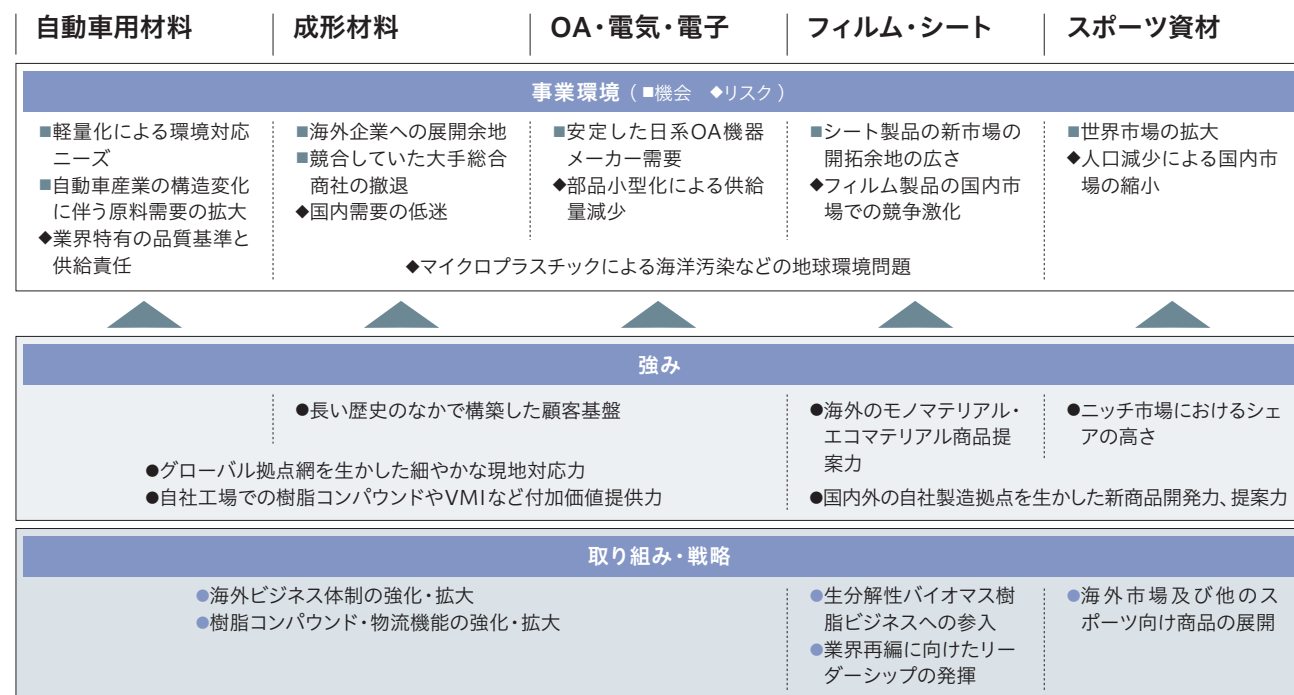 自動車用材料
成形材料
OA・電気・電子
フィルム・シート
スポーツ資材
事業環境（■機会　◆リスク）
■軽量化による環境対応
ニーズ
■自動車産業の構造変化
に伴う原料需要の拡大
◆業界特有の品質基準と
供給責任
■海外企業への展開余地
■競合していた大手総合
商社の撤退
◆国内需要の低迷
■安定した日系OA機器
メーカー需要
◆部品小型化による供給
量減少
■シート製品の新市場の
開拓余地の広さ
◆フィルム製品の国内市
場での競争激化
■世界市場の拡大
◆人口減少による国内市
場の縮小
◆マイクロプラスチックによる海洋汚染などの地球環境問題
強み
●長い歴史のなかで構築した顧客基盤
●グローバル拠点網を生かした細やかな現地対応力
●自社工場での樹脂コンパウンドやVMIなど付加価値提供力
●海外のモノマテリアル・
エコマテリアル商品提
案力
●ニッチ市場におけるシェ
アの高さ
●国内外の自社製造拠点を生かした新商品開発力、提案力
取り組み・戦略
●海外ビジネス体制の強化・拡大
●樹脂コンパウンド・物流機能の強化・拡大
●生分解性バイオマス樹
脂ビジネスへの参入
●業界再編に向けたリー
ダーシップの発揮
●海外市場及び他のス
ポーツ向け商品の展開